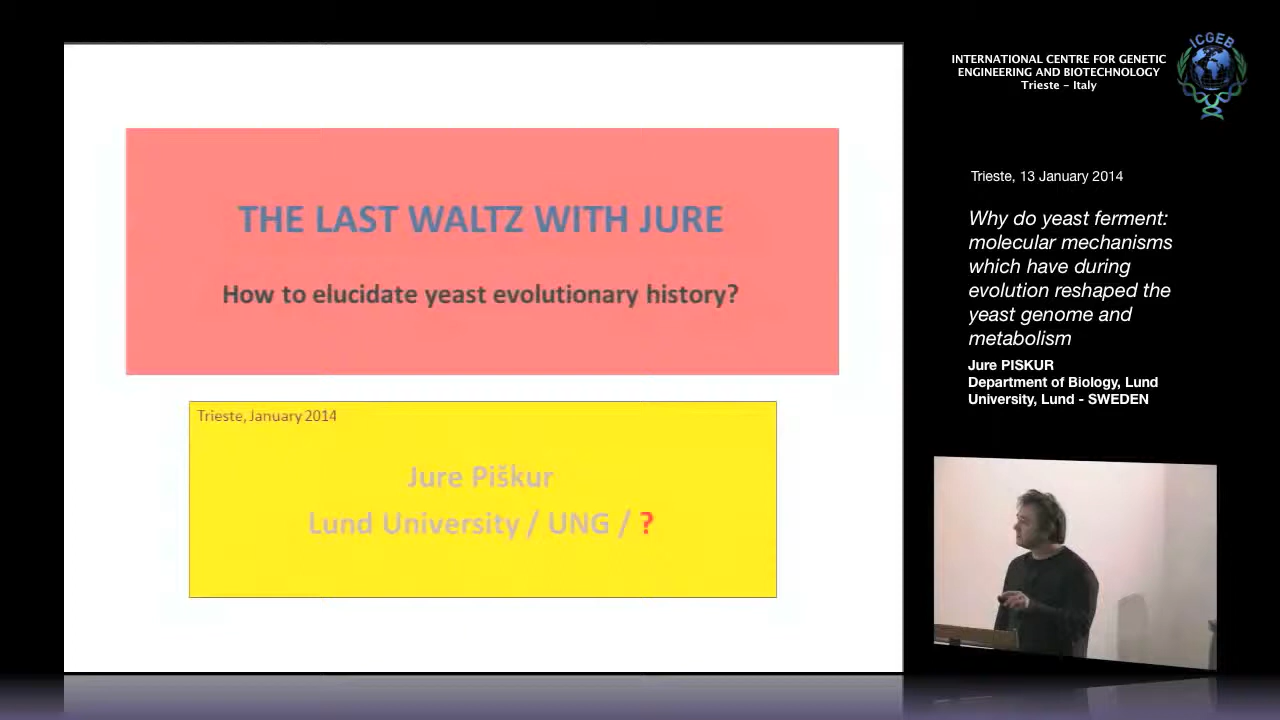 THE LAST WALTZ WITH JURE
How to elucidate yeast evolutionary history?
Trieste, January 2014
Jure Piškur
Lund University / UNG / ?
INTERNATIONAL CENTRE FOR GENETIC
ENGINEERING AND BIOTECHNOLOGY
Trieste - Italy
ICGEB
Trieste, 13 January 2014
Why do yeast ferment:
molecular mechanisms
which have during
evolution reshaped the
yeast genome and
metabolism
Jure PISKUR
Department of Biology, Lund
University, Lund - SWEDEN